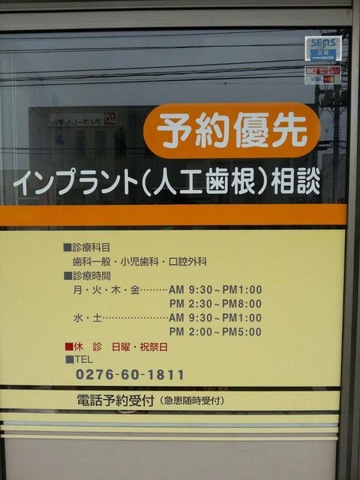 SEMS
予約優先
インプラント(人工歯根)相談
■診療科目
歯科一般・小児歯科・口腔外科
■診療時間
月・火・木・金………AM 9:30~PM1:00
PM 2:30~PM8:00
水・土……………………AM 9:30~PM1:00
PM 2:00~PM5:00
■休 診 日曜・祝祭日
■TEL
0276-60-1811
電話予約受付(急患随時受付)